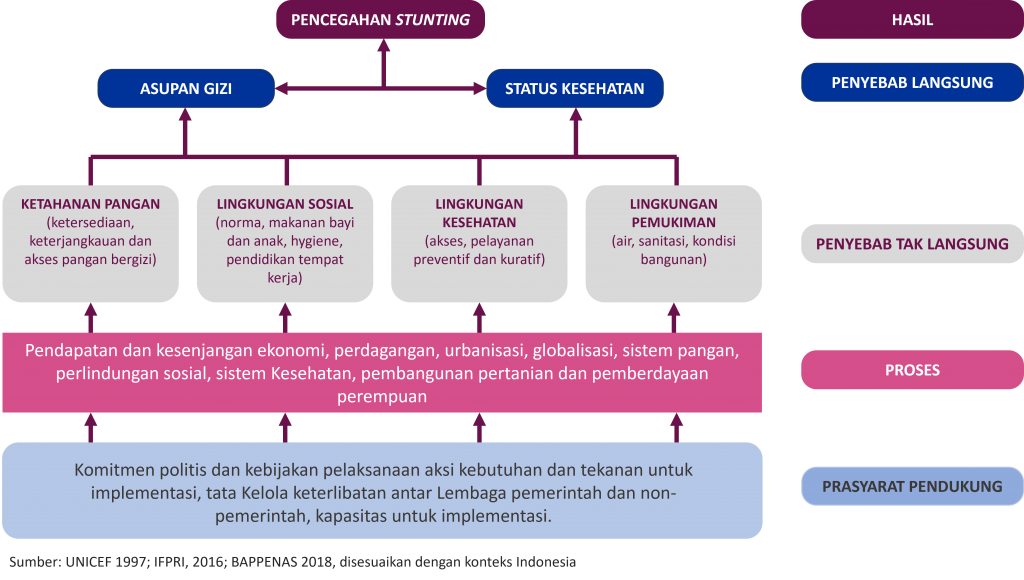 PENCEGAHAN STUNTING
HASIL
ASUPAN GIZI
STATUS KESEHATAN
PENYEBAB LANGSUNG
KETAHANAN PANGAN
(ketersediaan,
keterjangkauan dan
akses pangan bergizi)
LINGKUNGAN SOSIAL
(norma, makanan bayi
dan anak, hygiene,
pendidikan tempat
kerja)
LINGKUNGAN
KESEHATAN
(akses, pelayanan
preventif dan kuratif)
LINGKUNGAN
PEMUKIMAN
(air, sanitasi, kondisi
bangunan)
PENYEBAB TAK LANGSUNG
Pendapatan dan kesenjangan ekonomi, perdagangan, urbanisasi, globalisasi, sistem pangan,
perlindungan sosial, sistem Kesehatan, pembangunan pertanian dan pemberdayaan
perempuan
PROSES
Komitmen politis dan kebijakan pelaksanaan aksi kebutuhan dan tekanan untuk
implementasi, tata Kelola keterlibatan antar Lembaga pemerintah dan non-
pemerintah, kapasitas untuk implementasi.
PRASYARAT PENDUKUNG
Sumber: UNICEF 1997; IFPRI, 2016; BAPPENAS 2018, disesuaikan dengan konteks Indonesia